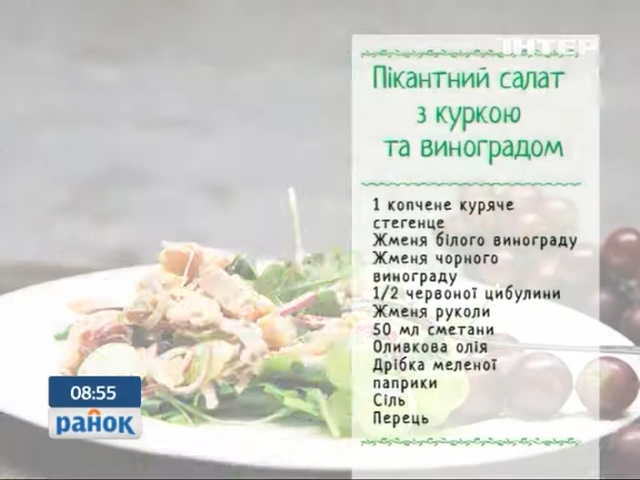 ІНТЕР
Пікантний салат
з куркою
та виноградом
1 копчене куряче
стегенце
Жменя білого винограду
Жменя чорного
винограду
1/2 червоної цибулини
Жменя руколи
50 мл сметани
Оливкова олія
Дрібка меленої
паприки
Сіль
Перець
08:55
ранок